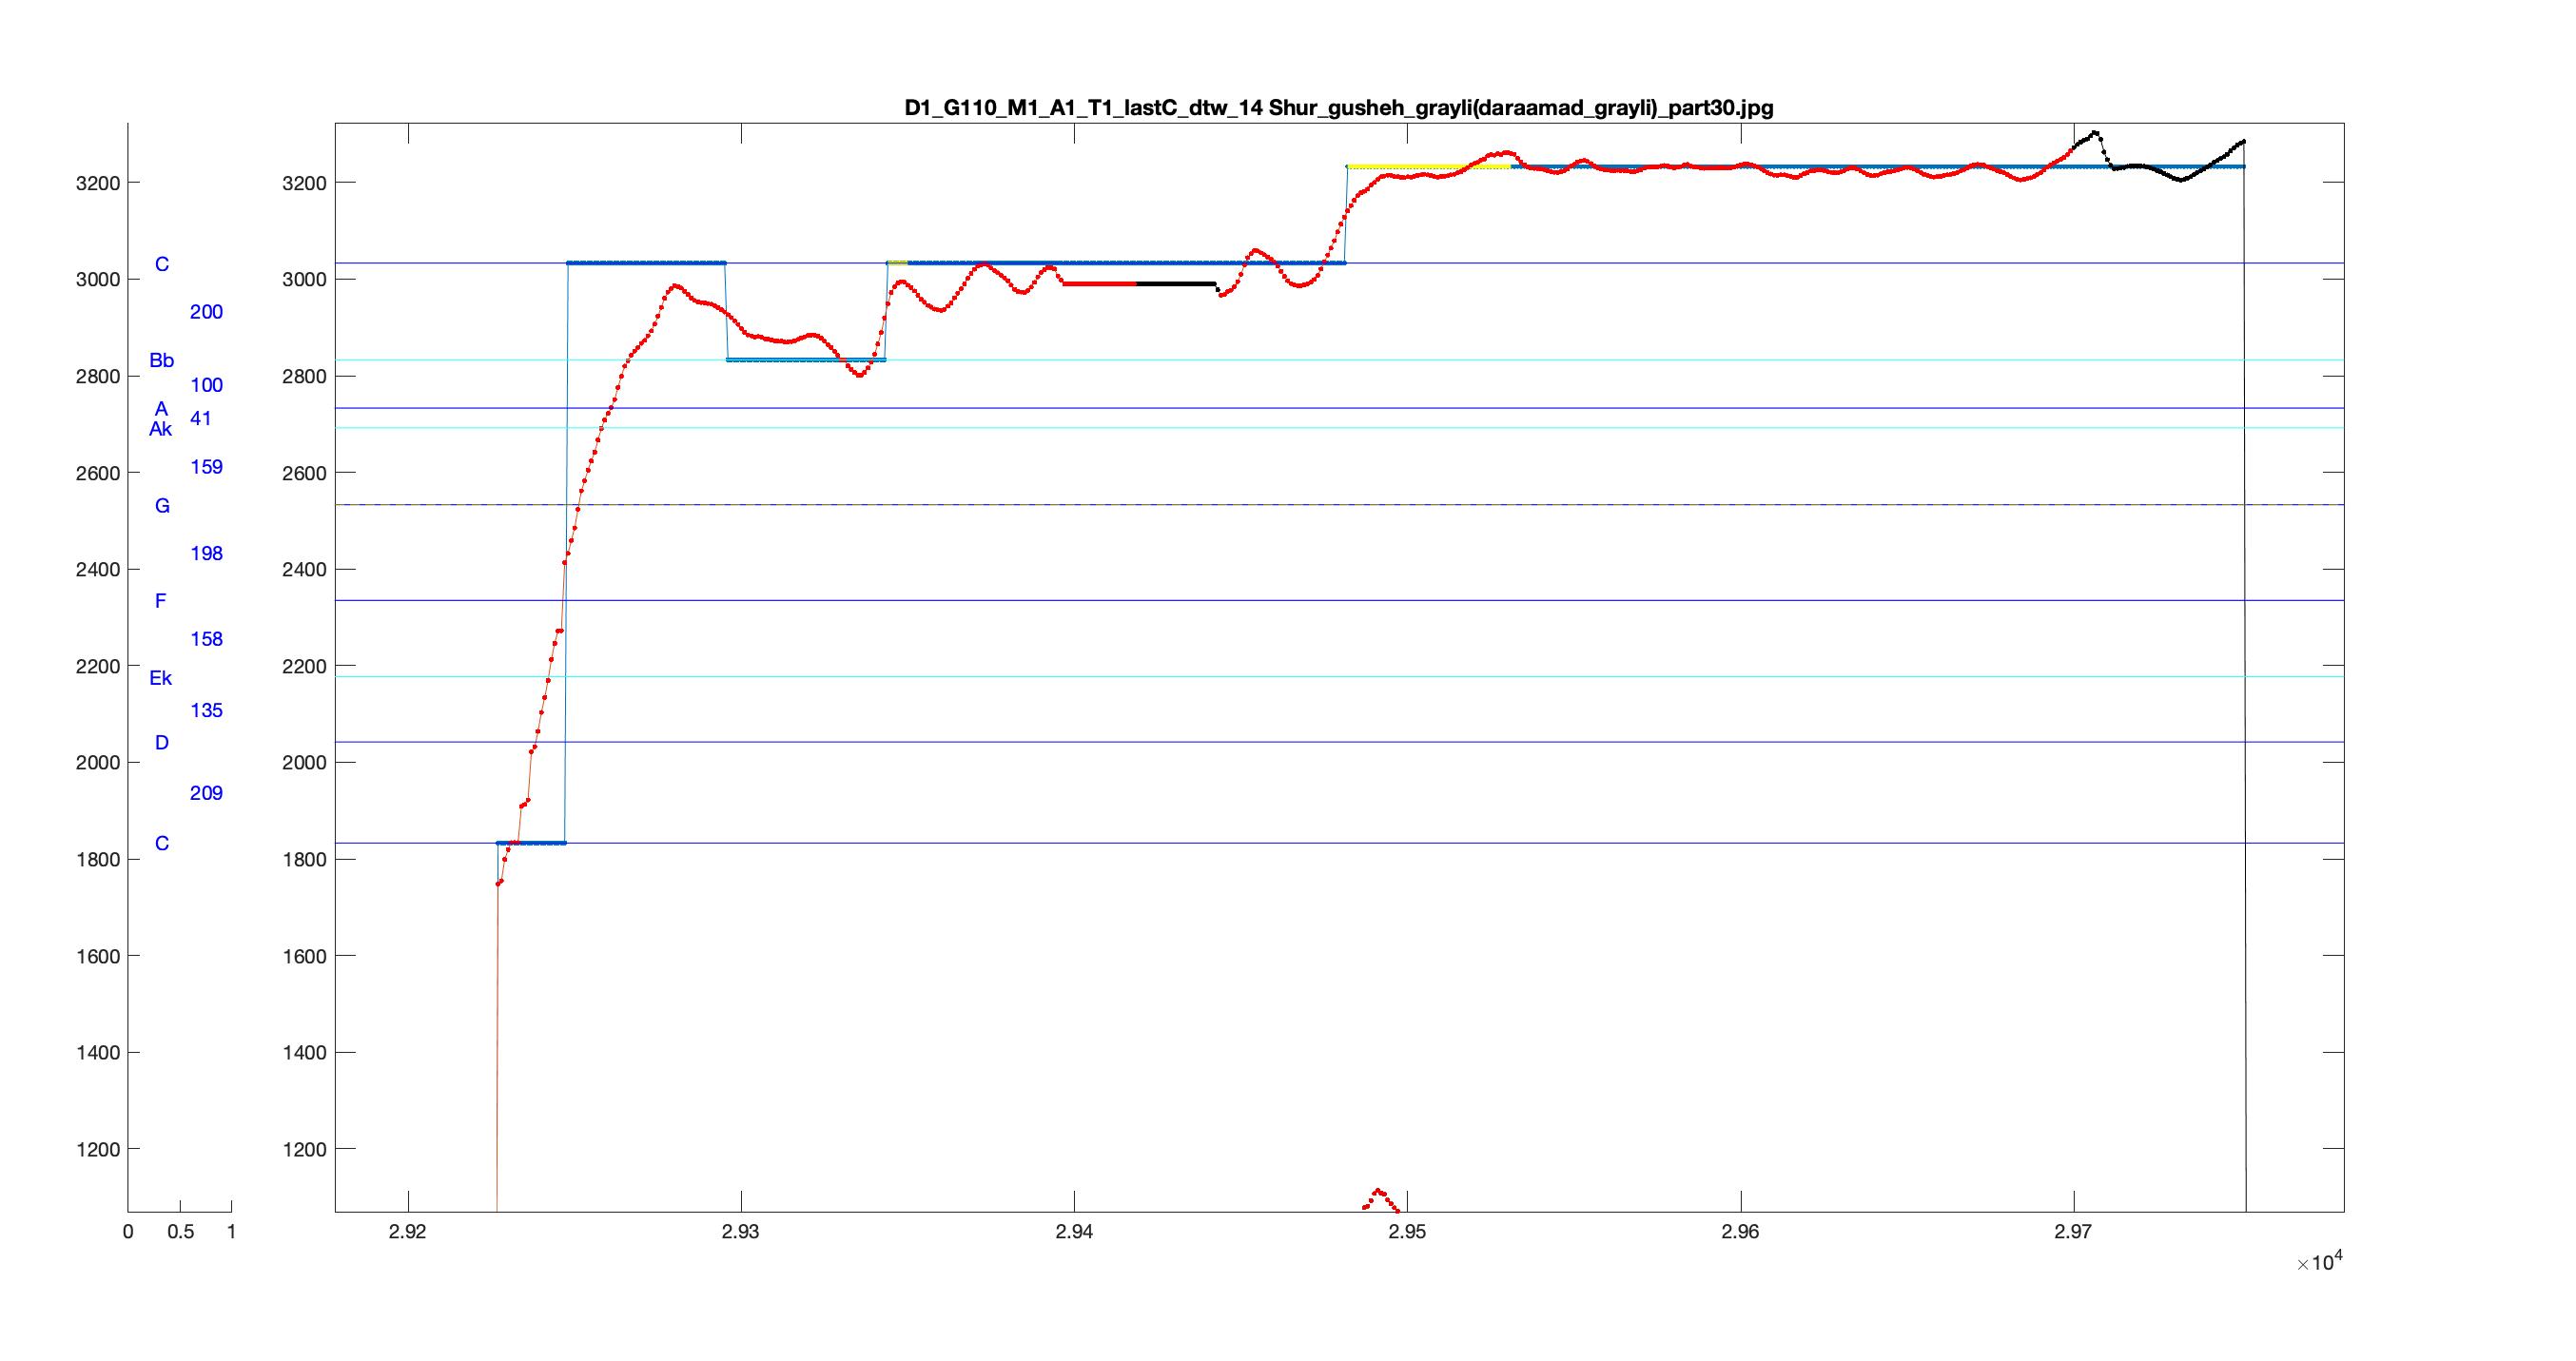 D1_G110_M1_A1_T1_lastC_dtw_14 Shur_gusheh_grayli(daraamad_grayli)_part30.jpg
3200
3000
2800
2600
2400
2200
2000
1800
1600
1400
1200
0 0.5 1
C
200
Bb
100
A
41
Ak
159
G
198
F
158
Ek
135
D
209
C
3200
3000
2800
2600
2400
2200
2000
1800
1600
1400
1200
2.92 2.93 2.94 2.95 2.96 2.97
×10^4